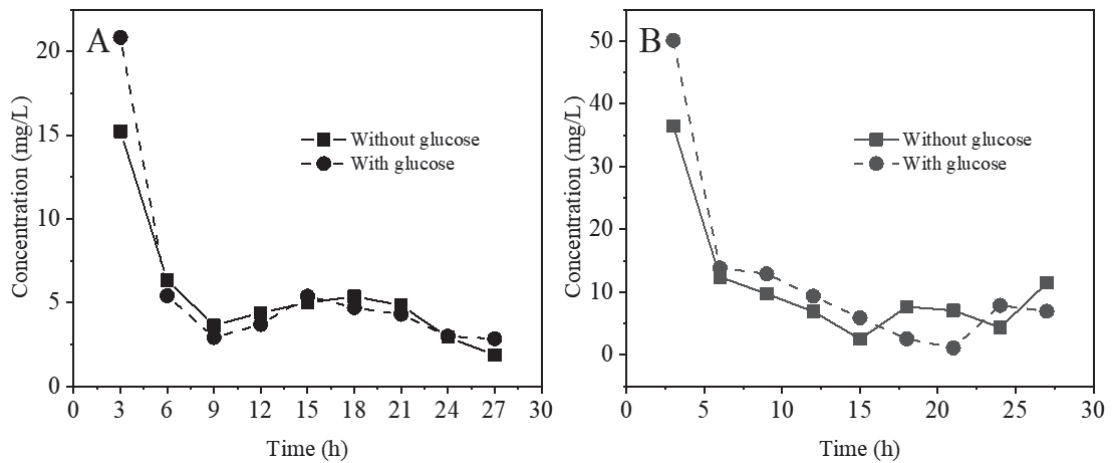 A
Concentration (mg/L)
20
15
10
5
0
Without glucose
With glucose
0 3 6 9 12 15 18 21 24 27 30
Time (h)
B
Concentration (mg/L)
50
40
30
20
10
0
Without glucose
With glucose
0 5 10 15 20 25 30
Time (h)